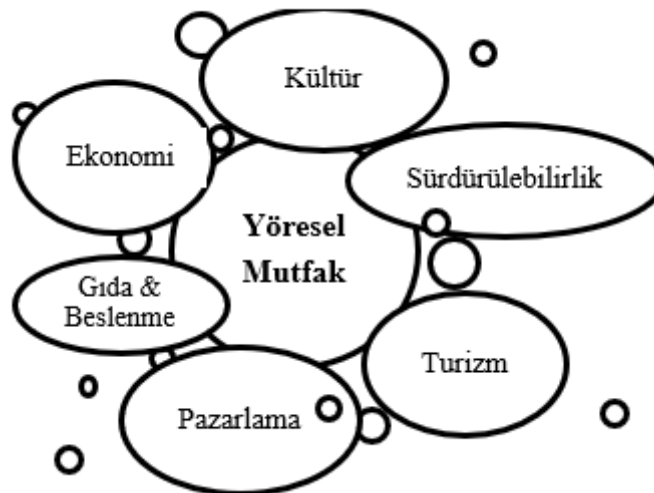 Kültür
Ekonomi
Sürdürülebilirlik
Yöresel
Mutfak
Gıda &
Beslenme
Turizm
Pazarlama